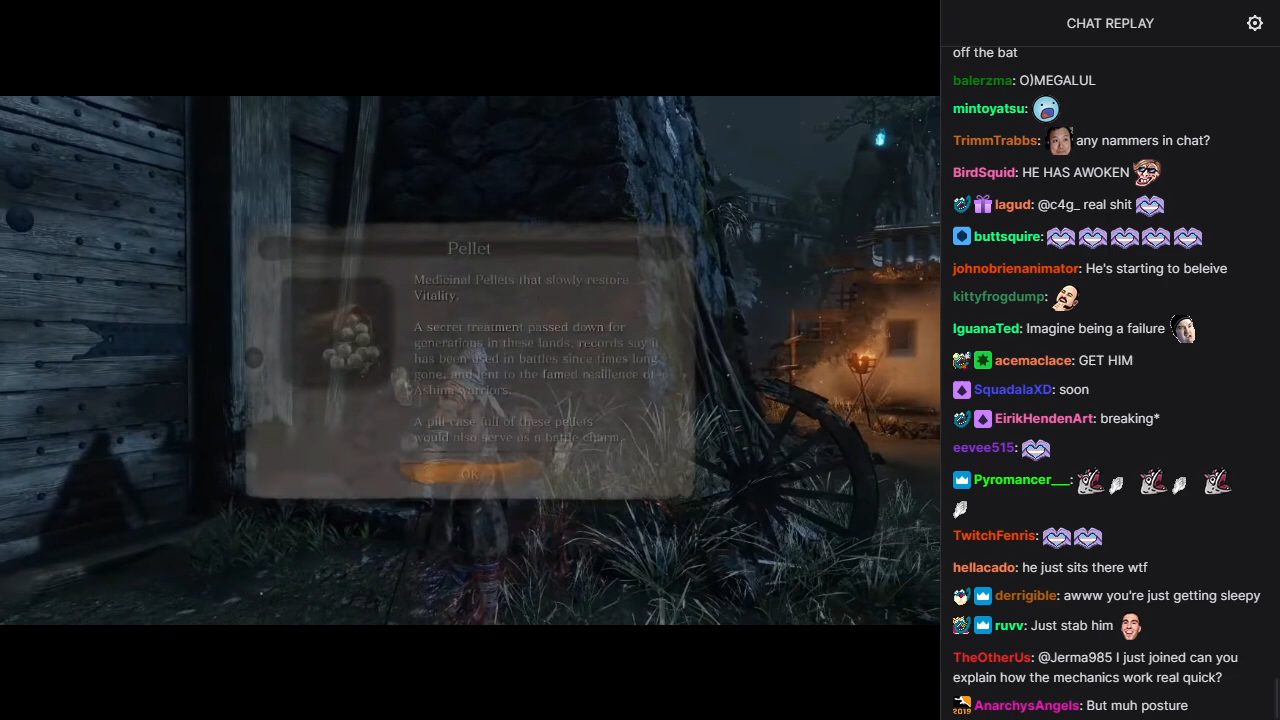 Pellet
Medicinal Pellets that slowly restore
Vitality.
A secret treatment passed down for
generations in these lands, records say it
has been used in battles since times long
gone, and lent to the famed resilience of
Ashina warriors.
A pill case full of these pellets
would also serve as a battle charm.
OK
CHAT REPLAY
off the bat
balerzma: O)MEGALUL
mintoyatsu:
TrimmTrabbs: any nammers in chat?
BirdSquid: HE HAS AWOKEN
lagud: @c4g_ real shit
buttsquire:
johnobrienanimator: He's starting to beleive
kittyfrogdump:
IguanaTed: Imagine being a failure
acemaclace: GET HIM
SquadalaXD: soon
EirikHendenArt: breaking*
eevee515:
Pyromancer___:
TwitchFenris:
hellacado: he just sits there wtf
derrigible: awww you're just getting sleepy
ruvv: Just stab him
TheOtherUs: @Jerma985 I just joined can you
explain how the mechanics work real quick?
2019 AnarchysAngels: But muh posture